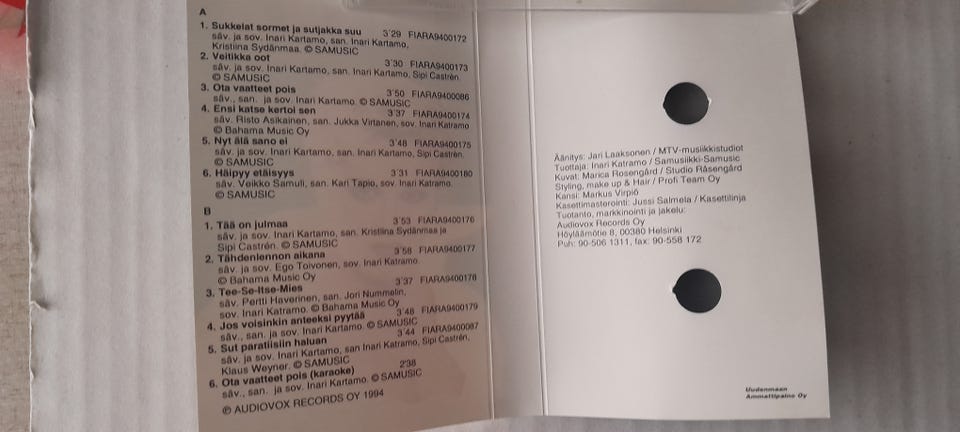 A
1. Sukkelat sormet ja sutjakka suu 3'29 FIARA9400172
säv. ja sov. Inari Kartamo, san. Inari Kartamo,
Kristiina Sydänmaa. © SAMUSIC
2. Veitikka oot 3'30 FIARA9400173
säv. ja sov. Inari Kartamo, san. Inari Kartamo, Sipi Castrén.
© SAMUSIC
3. Ota vaatteet pois 3'50 FIARA9400086
säv., san. ja sov. Inari Kartamo. © SAMUSIC
4. Ensi katse kertoi sen 3'37 FIARA9400174
säv. Risto Asikainen, san. Jukka Virtanen, sov. Inari Katramo
© Bahama Music Oy
5. Nyt älä sano ei 3'48 FIARA9400175
säv. ja sov. Inari Kartamo, san. Inari Kartamo, Sipi Castrén.
© SAMUSIC
6. Häipyy etäisyys 3'31 FIARA9400180
säv. Veikko Samuli, san. Kari Tapio, sov. Inari Katramo.
© SAMUSIC
B
1. Tää on julmaa 3'53 FIARA9400176
säv. ja sov. Inari Kartamo, san. Kristiina Sydänmaa ja
Sipi Castrén. © SAMUSIC
2. Tähdenlennon aikana 3'58 FIARA9400177
säv. ja sov. Ego Toivonen, sov. Inari Katramo.
© Bahama Music Oy
3. Tee-Se-Itse-Mies 3'37 FIARA9400178
säv. Pertti Haverinen, san. Jori Nummelin,
sov. Inari Katramo. © Bahama Music Oy
4. Jos voisinkin anteeksi pyytää 3'48 FIARA9400179
säv., san. ja sov. Inari Kartamo. © SAMUSIC
5. Sut paratiisiin haluan 3'44 FIARA9400087
säv. ja sov. Inari Kartamo, san Inari Katramo, Sipi Castrén,
Klaus Weyner. © SAMUSIC
6. Ota vaatteet pois (karaoke) 2'38
säv., san. ja sov. Inari Kartamo. © SAMUSIC
℗ AUDIOVOX RECORDS OY 1994
Äänitys: Jari Laaksonen / MTV-musiikkistudiot
Tuottaja: Inari Katramo / Samusiikki-Samusic
Kuvat: Marica Rosengård / Studio Råsengård
Styling, make up & Hair / Profi Team Oy
Kansi: Markus Virpiö
Kasettimasterointi: Jussi Salmela / Kasettilinja
Tuotanto, markkinointi ja jakelu:
Audiovox Records Oy
Höyläämötie 8, 00380 Helsinki
Puh: 90-506 1311, fax: 90-558 172
Uudenmaan
Ammattipaino Oy